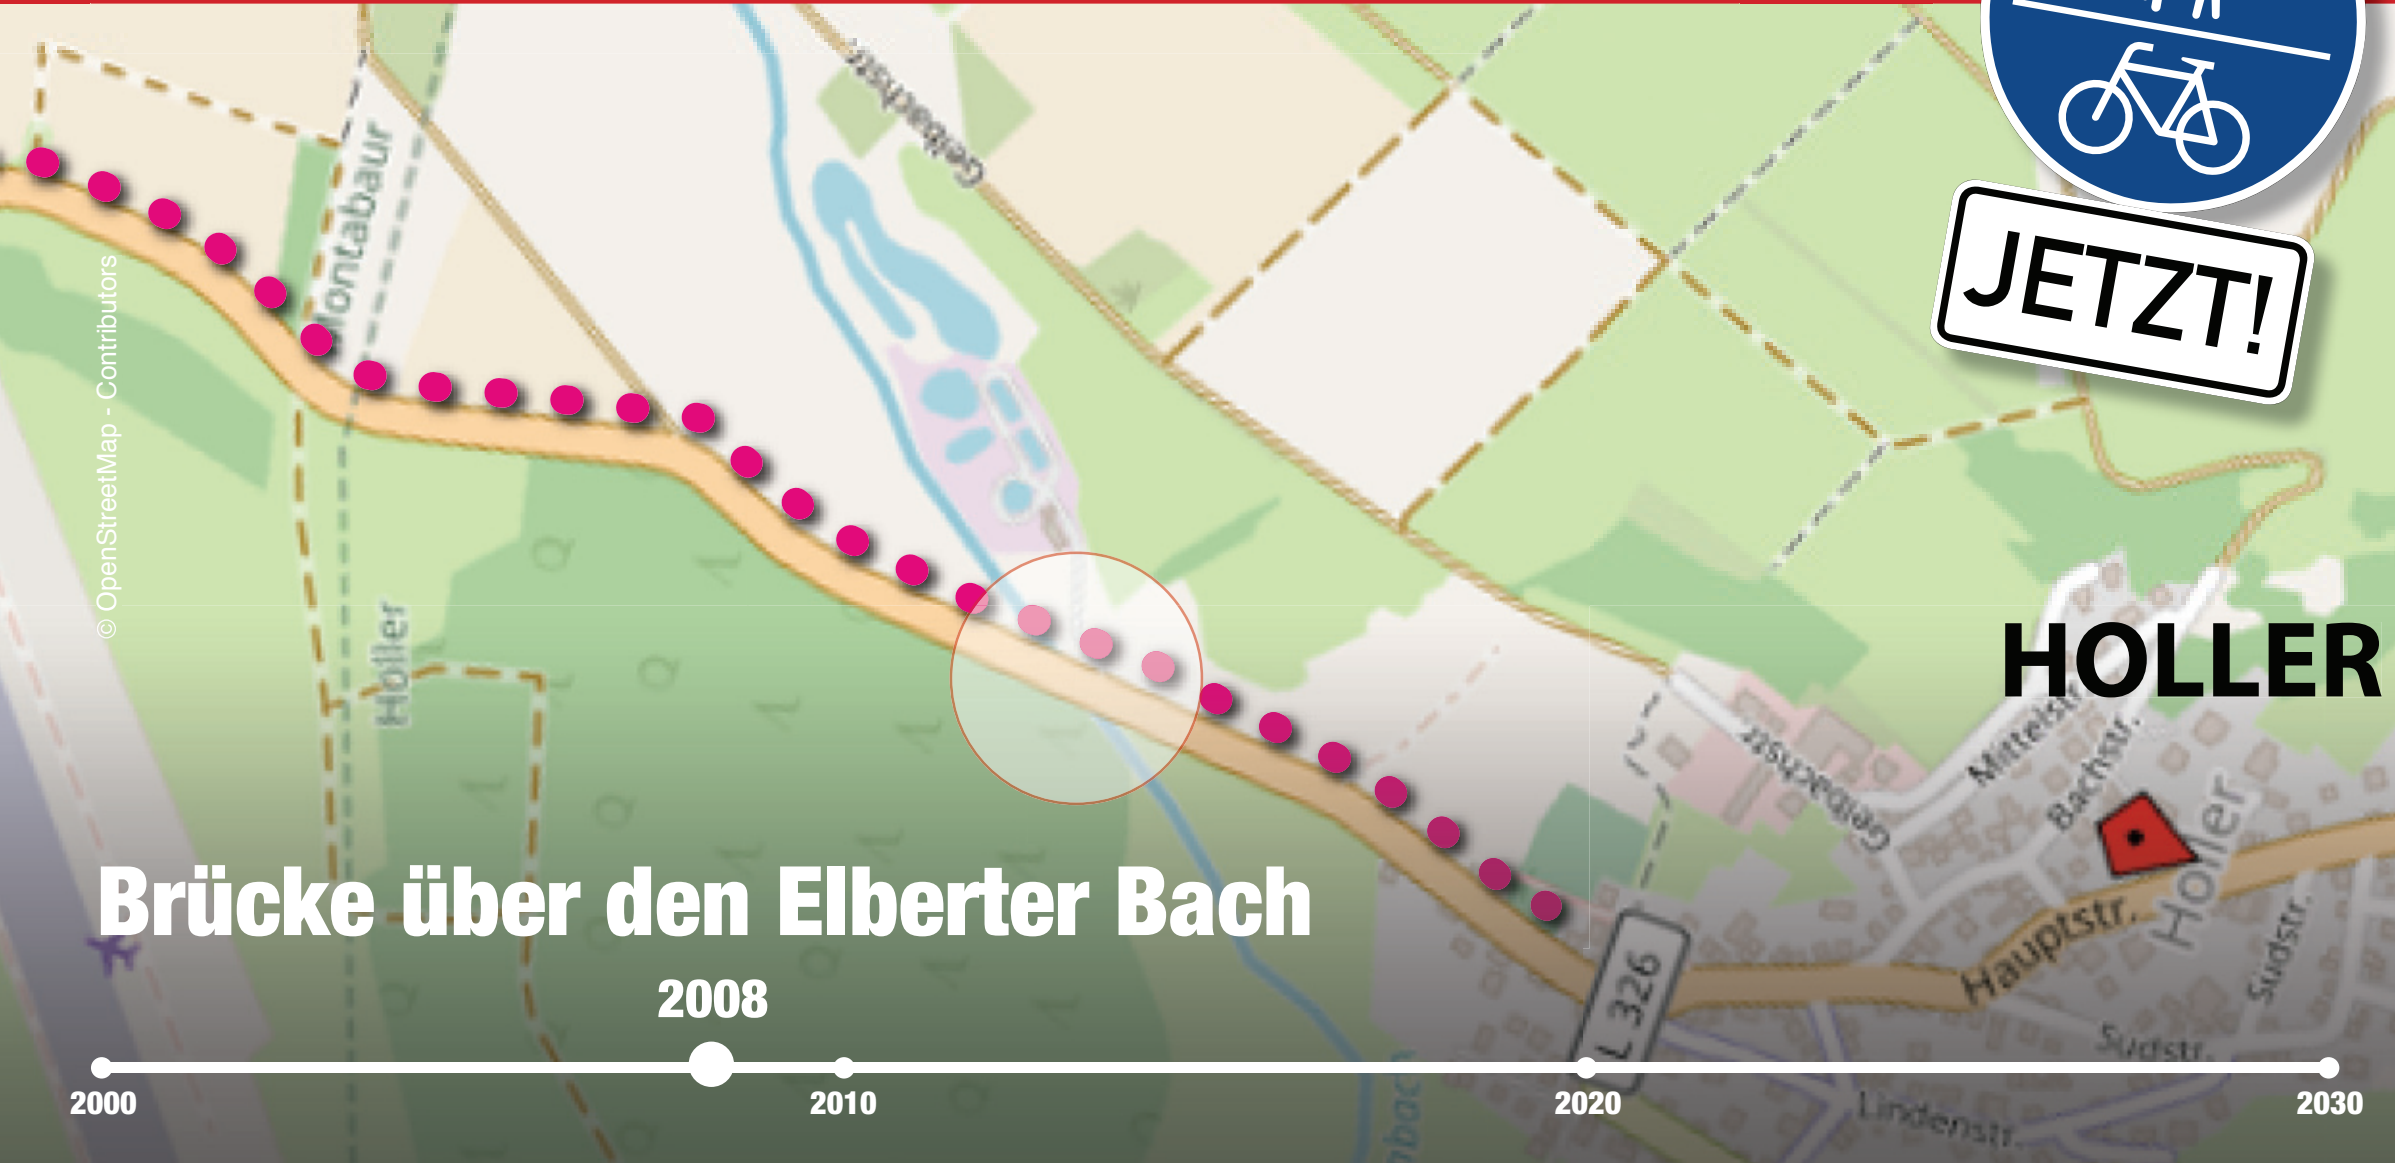 Gelbachstr.
Montabaur
JETZT!
© OpenStreetMap - Contributors
Holler
HOLLER
Mittelstr.
Gelbachstr.
Bachstr.
Holler
Brücke über den Elberter Bach
Hauptstr.
Südstr.
L 326
2008
Südstr.
2000
2010
2020
2030
Lindenstr.